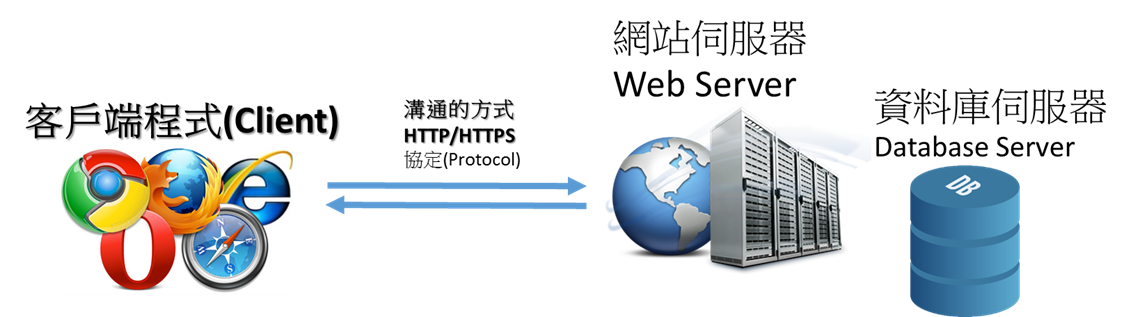 客戶端程式(Client)
溝通的方式
HTTP/HTTPS
協定(Protocol)
網站伺服器
Web Server
資料庫伺服器
Database Server
DB